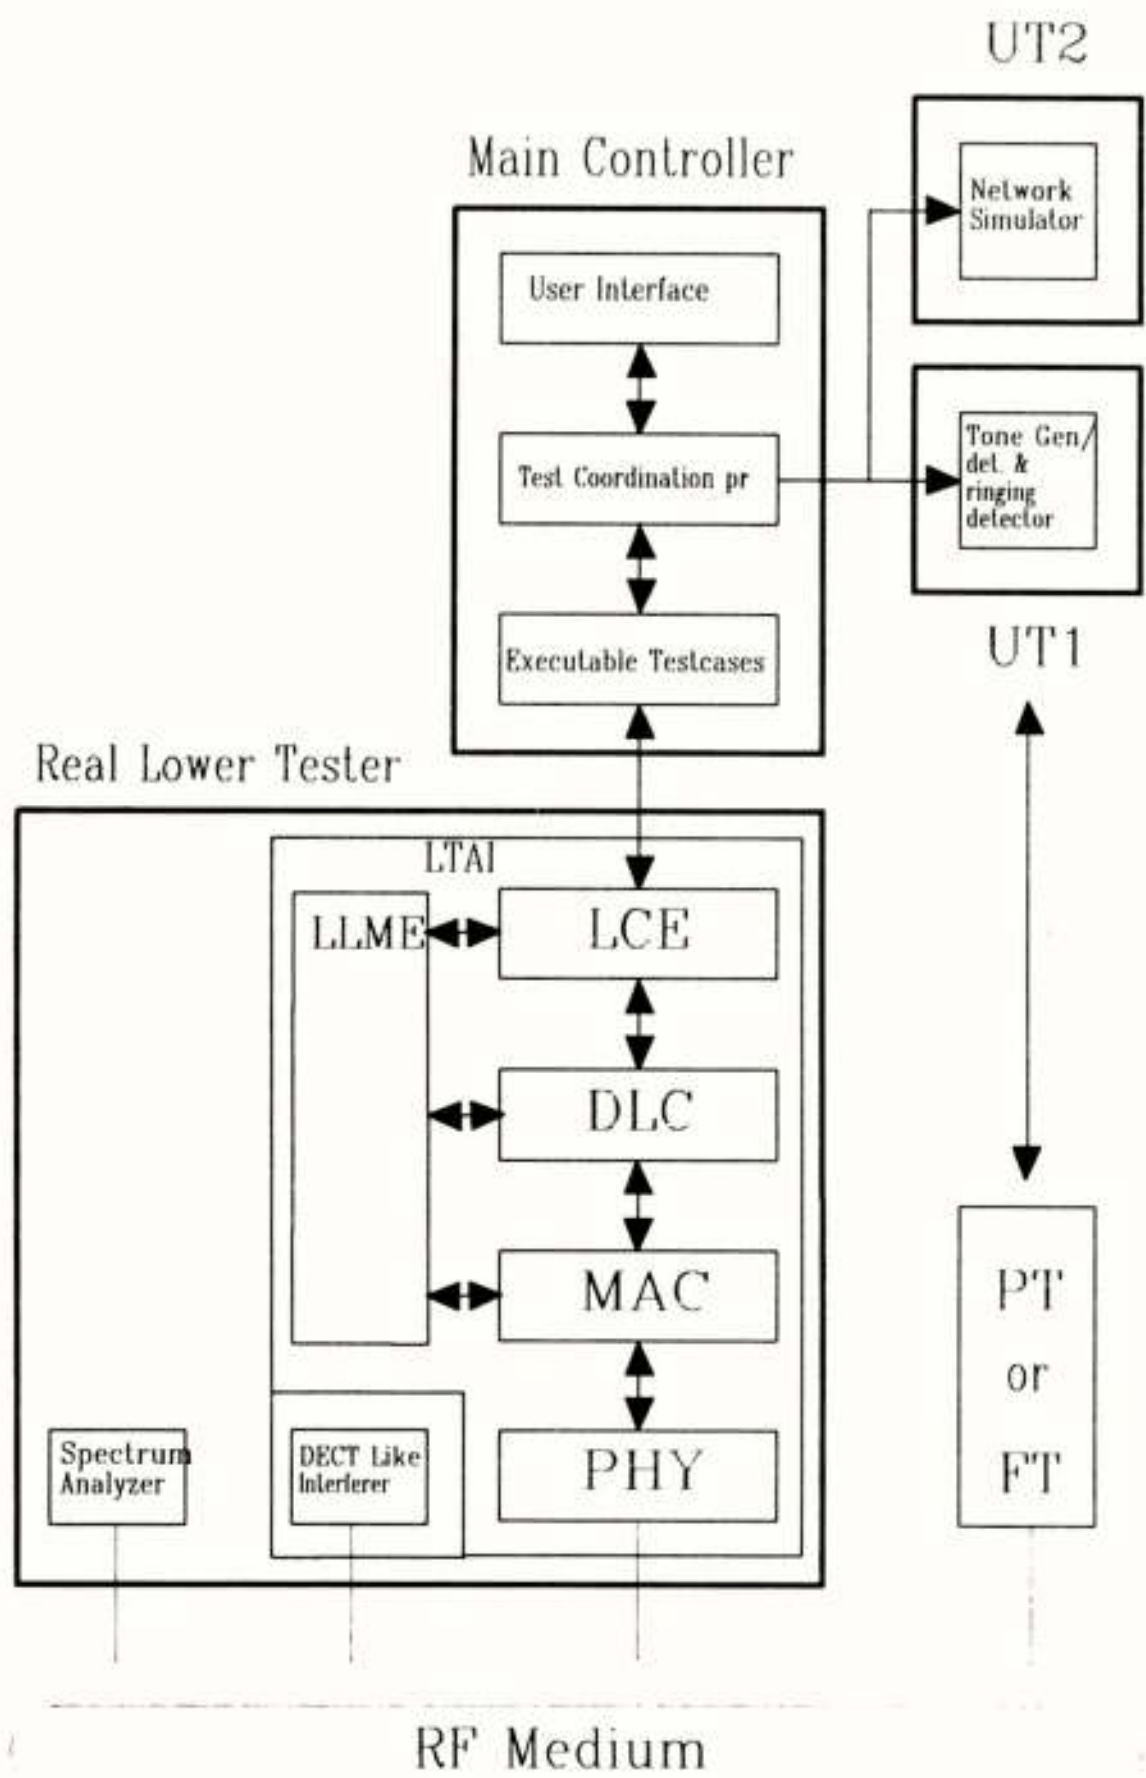 UT2
Main Controller
Network
Simulator
User Interface
Tone Gen/
del. &
ringing
detector
Test Coordination pr
UT1
Executable Testcases
Real Lower Tester
LTAI
LLME
LCE
DLC
MAC
PT
or
FT
Spectrum
Analyzer
DECT Like
Interferer
PHY
RF Medium